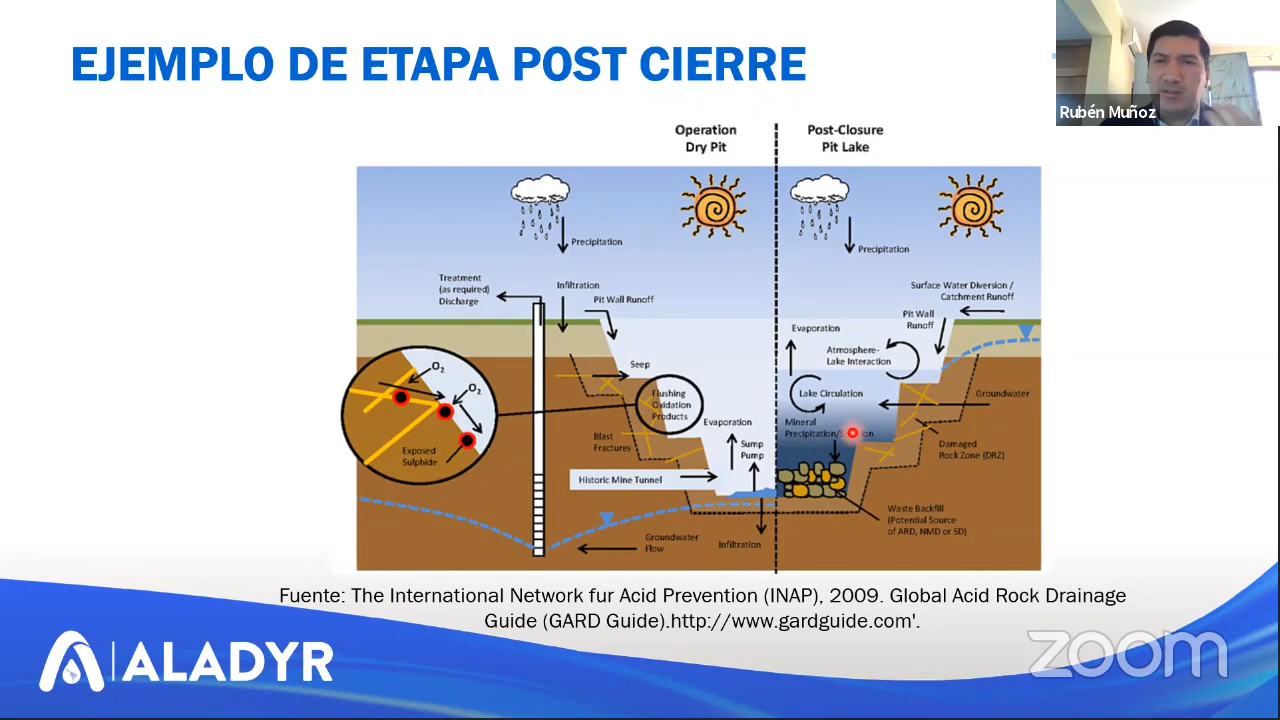 EJEMPLO DE ETAPA POST CIERRE
Rubén Muñoz
Operation
Dry Pit
Post-Closure
Pit Lake
Precipitation
Precipitation
Treatment
(as required)
Discharge
Infiltration
Pit Wall Runoff
Surface Water Diversion /
Catchment Runoff
Pit Wall
Runoff
Evaporation
Atmosphere-
Lake Interaction
O2
O2
Seep
Lake Circulation
Groundwater
Flushing
Oxidation
Products
Evaporation
Mineral
Precipitation/
Exposed
Sulphide
Blast
Fractures
Sump
Pump
Damaged
Rock Zone (DRZ)
Historic Mine Tunnel
Waste Backfill
(Potential Source
of ARD, NMD or SD)
Groundwater
Flow
Infiltration
Fuente: The International Network fur Acid Prevention (INAP), 2009. Global Acid Rock Drainage
Guide (GARD Guide).http://www.gardguide.com'.
ALADYR
zoom